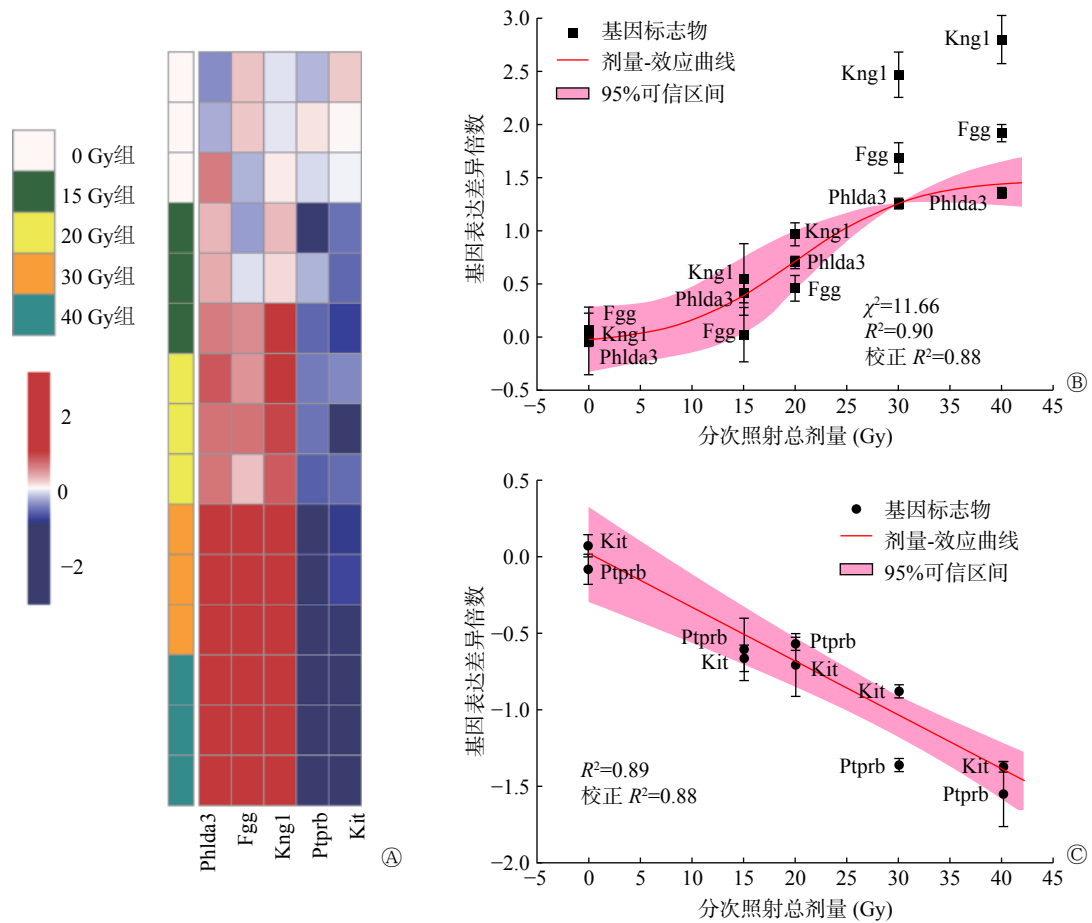 0 Gy组
15 Gy组
20 Gy组
30 Gy组
40 Gy组
2
0
−2
Phlda3
Fgg
Kng1
Ptprb
Kit
Ⓐ
基因表达差异倍数
3.0
2.5
2.0
1.5
1.0
0.5
0.0
−0.5
基因标志物
剂量-效应曲线
95%可信区间
Kng1
Kng1
Fgg
Fgg
Phlda3
Phlda3
Kng1
Phlda3
Fgg
Kng1
Phlda3
Fgg
Fgg
Kng1
Phlda3
χ²=11.66
R²=0.90
校正 R²=0.88
−5 0 5 10 15 20 25 30 35 40 45
分次照射总剂量 (Gy)
Ⓑ
基因表达差异倍数
0.5
0.0
−0.5
−1.0
−1.5
−2.0
基因标志物
剂量-效应曲线
95%可信区间
Kit
Ptprb
Ptprb
Kit
Ptprb
Kit
Kit
Ptprb
Kit
Ptprb
R²=0.89
校正 R²=0.88
−5 0 5 10 15 20 25 30 35 40 45
分次照射总剂量 (Gy)
Ⓒ